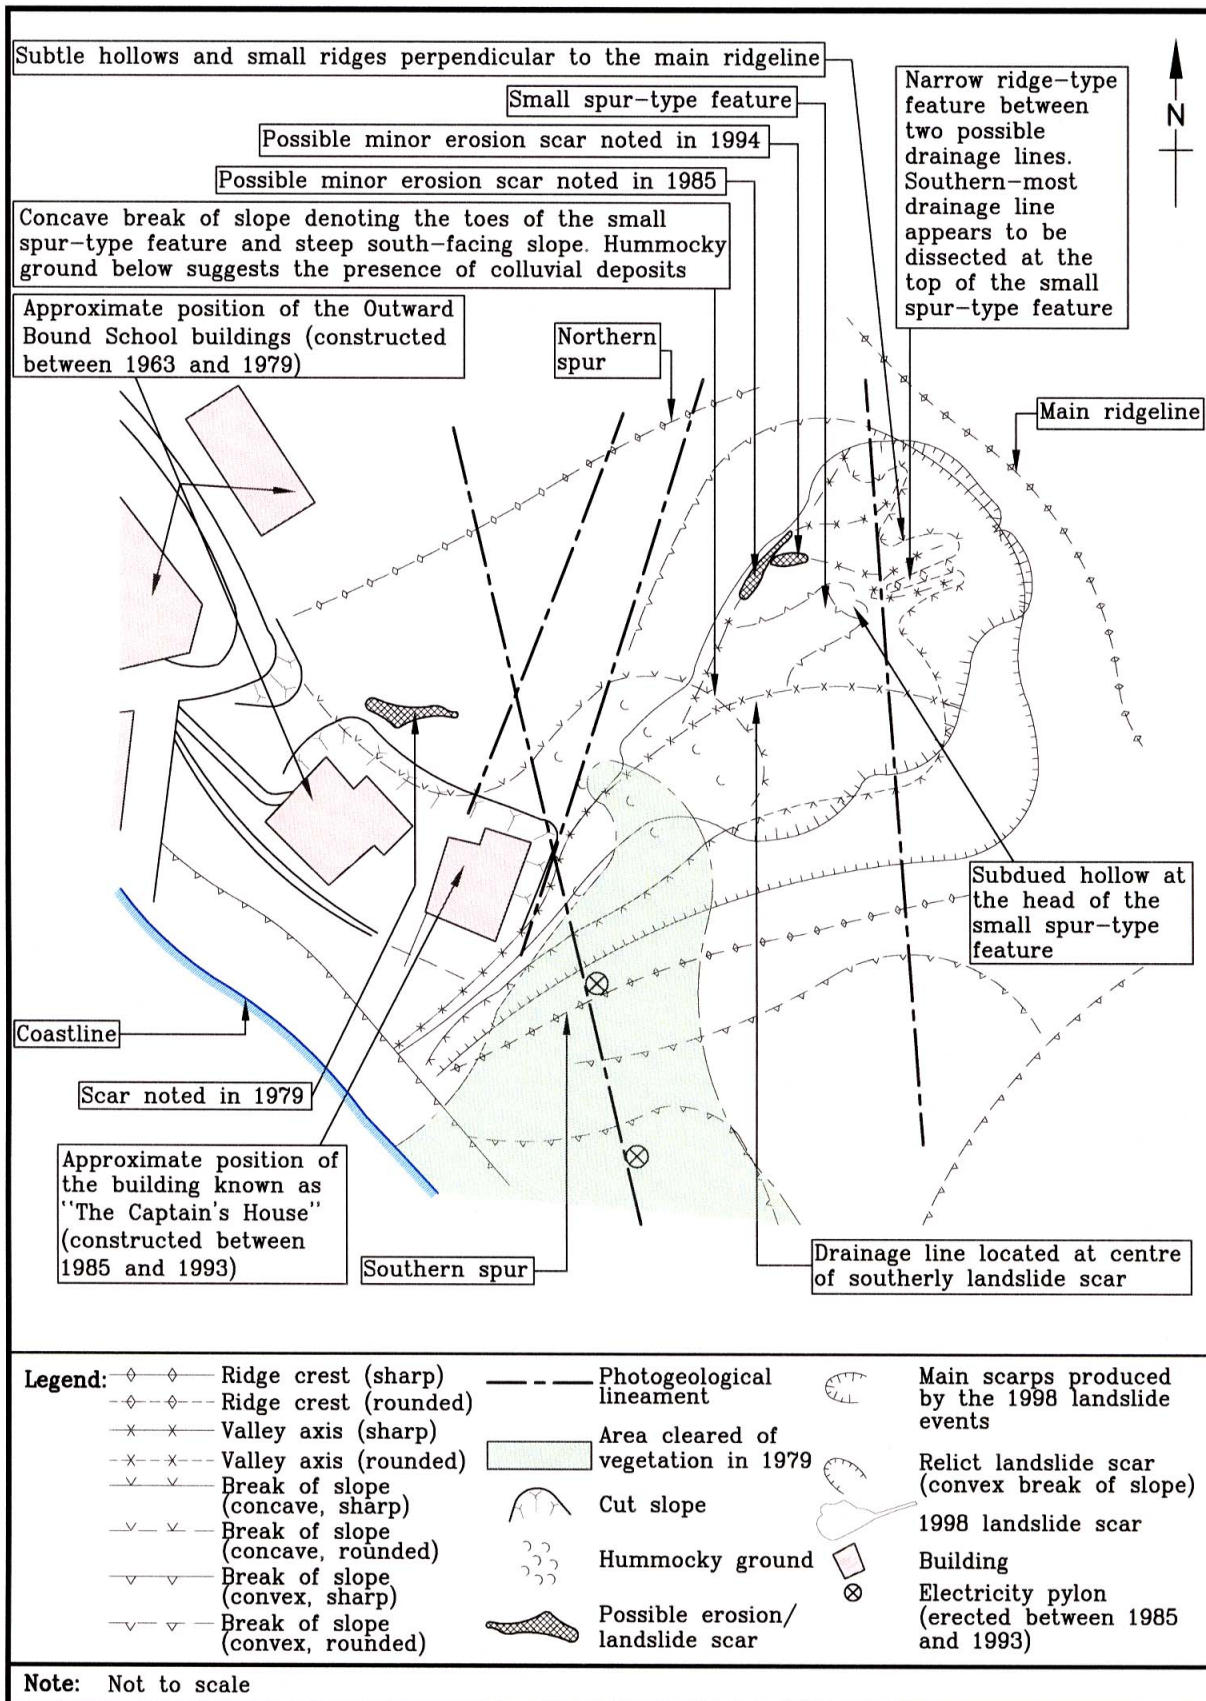 Subtle hollows and small ridges perpendicular to the main ridgeline
Small spur-type feature
Possible minor erosion scar noted in 1994
Possible minor erosion scar noted in 1985
Concave break of slope denoting the toes of the small
spur-type feature and steep south-facing slope. Hummocky
ground below suggests the presence of colluvial deposits
Approximate position of the Outward
Bound School buildings (constructed
between 1963 and 1979)
Northern
spur
Narrow ridge-type
feature between
two possible
drainage lines.
Southern-most
drainage line
appears to be
dissected at the
top of the small
spur-type feature
N
Main ridgeline
Subdued hollow at
the head of the
small spur-type
feature
Coastline
Scar noted in 1979
Approximate position of
the building known as
"The Captain's House"
(constructed between
1985 and 1993)
Southern spur
Drainage line located at centre
of southerly landslide scar
Legend:
Ridge crest (sharp)
Ridge crest (rounded)
Valley axis (sharp)
Valley axis (rounded)
Break of slope
(concave, sharp)
Break of slope
(concave, rounded)
Break of slope
(convex, sharp)
Break of slope
(convex, rounded)
Photogeological
lineament
Area cleared of
vegetation in 1979
Cut slope
Hummocky ground
Possible erosion/
landslide scar
Main scarps produced
by the 1998 landslide
events
Relict landslide scar
(convex break of slope)
1998 landslide scar
Building
Electricity pylon
(erected between 1985
and 1993)
Note: Not to scale